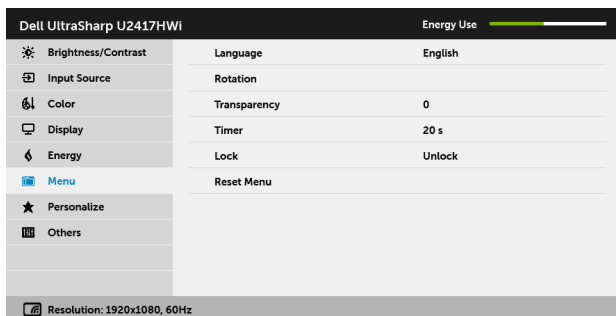 Dell UltraSharp U2417HWi
Energy Use
Brightness/Contrast
Input Source
Color
Display
Energy
Menu
Personalize
Others
Language English
Rotation
Transparency 0
Timer 20 s
Lock Unlock
Reset Menu
Resolution: 1920x1080, 60Hz